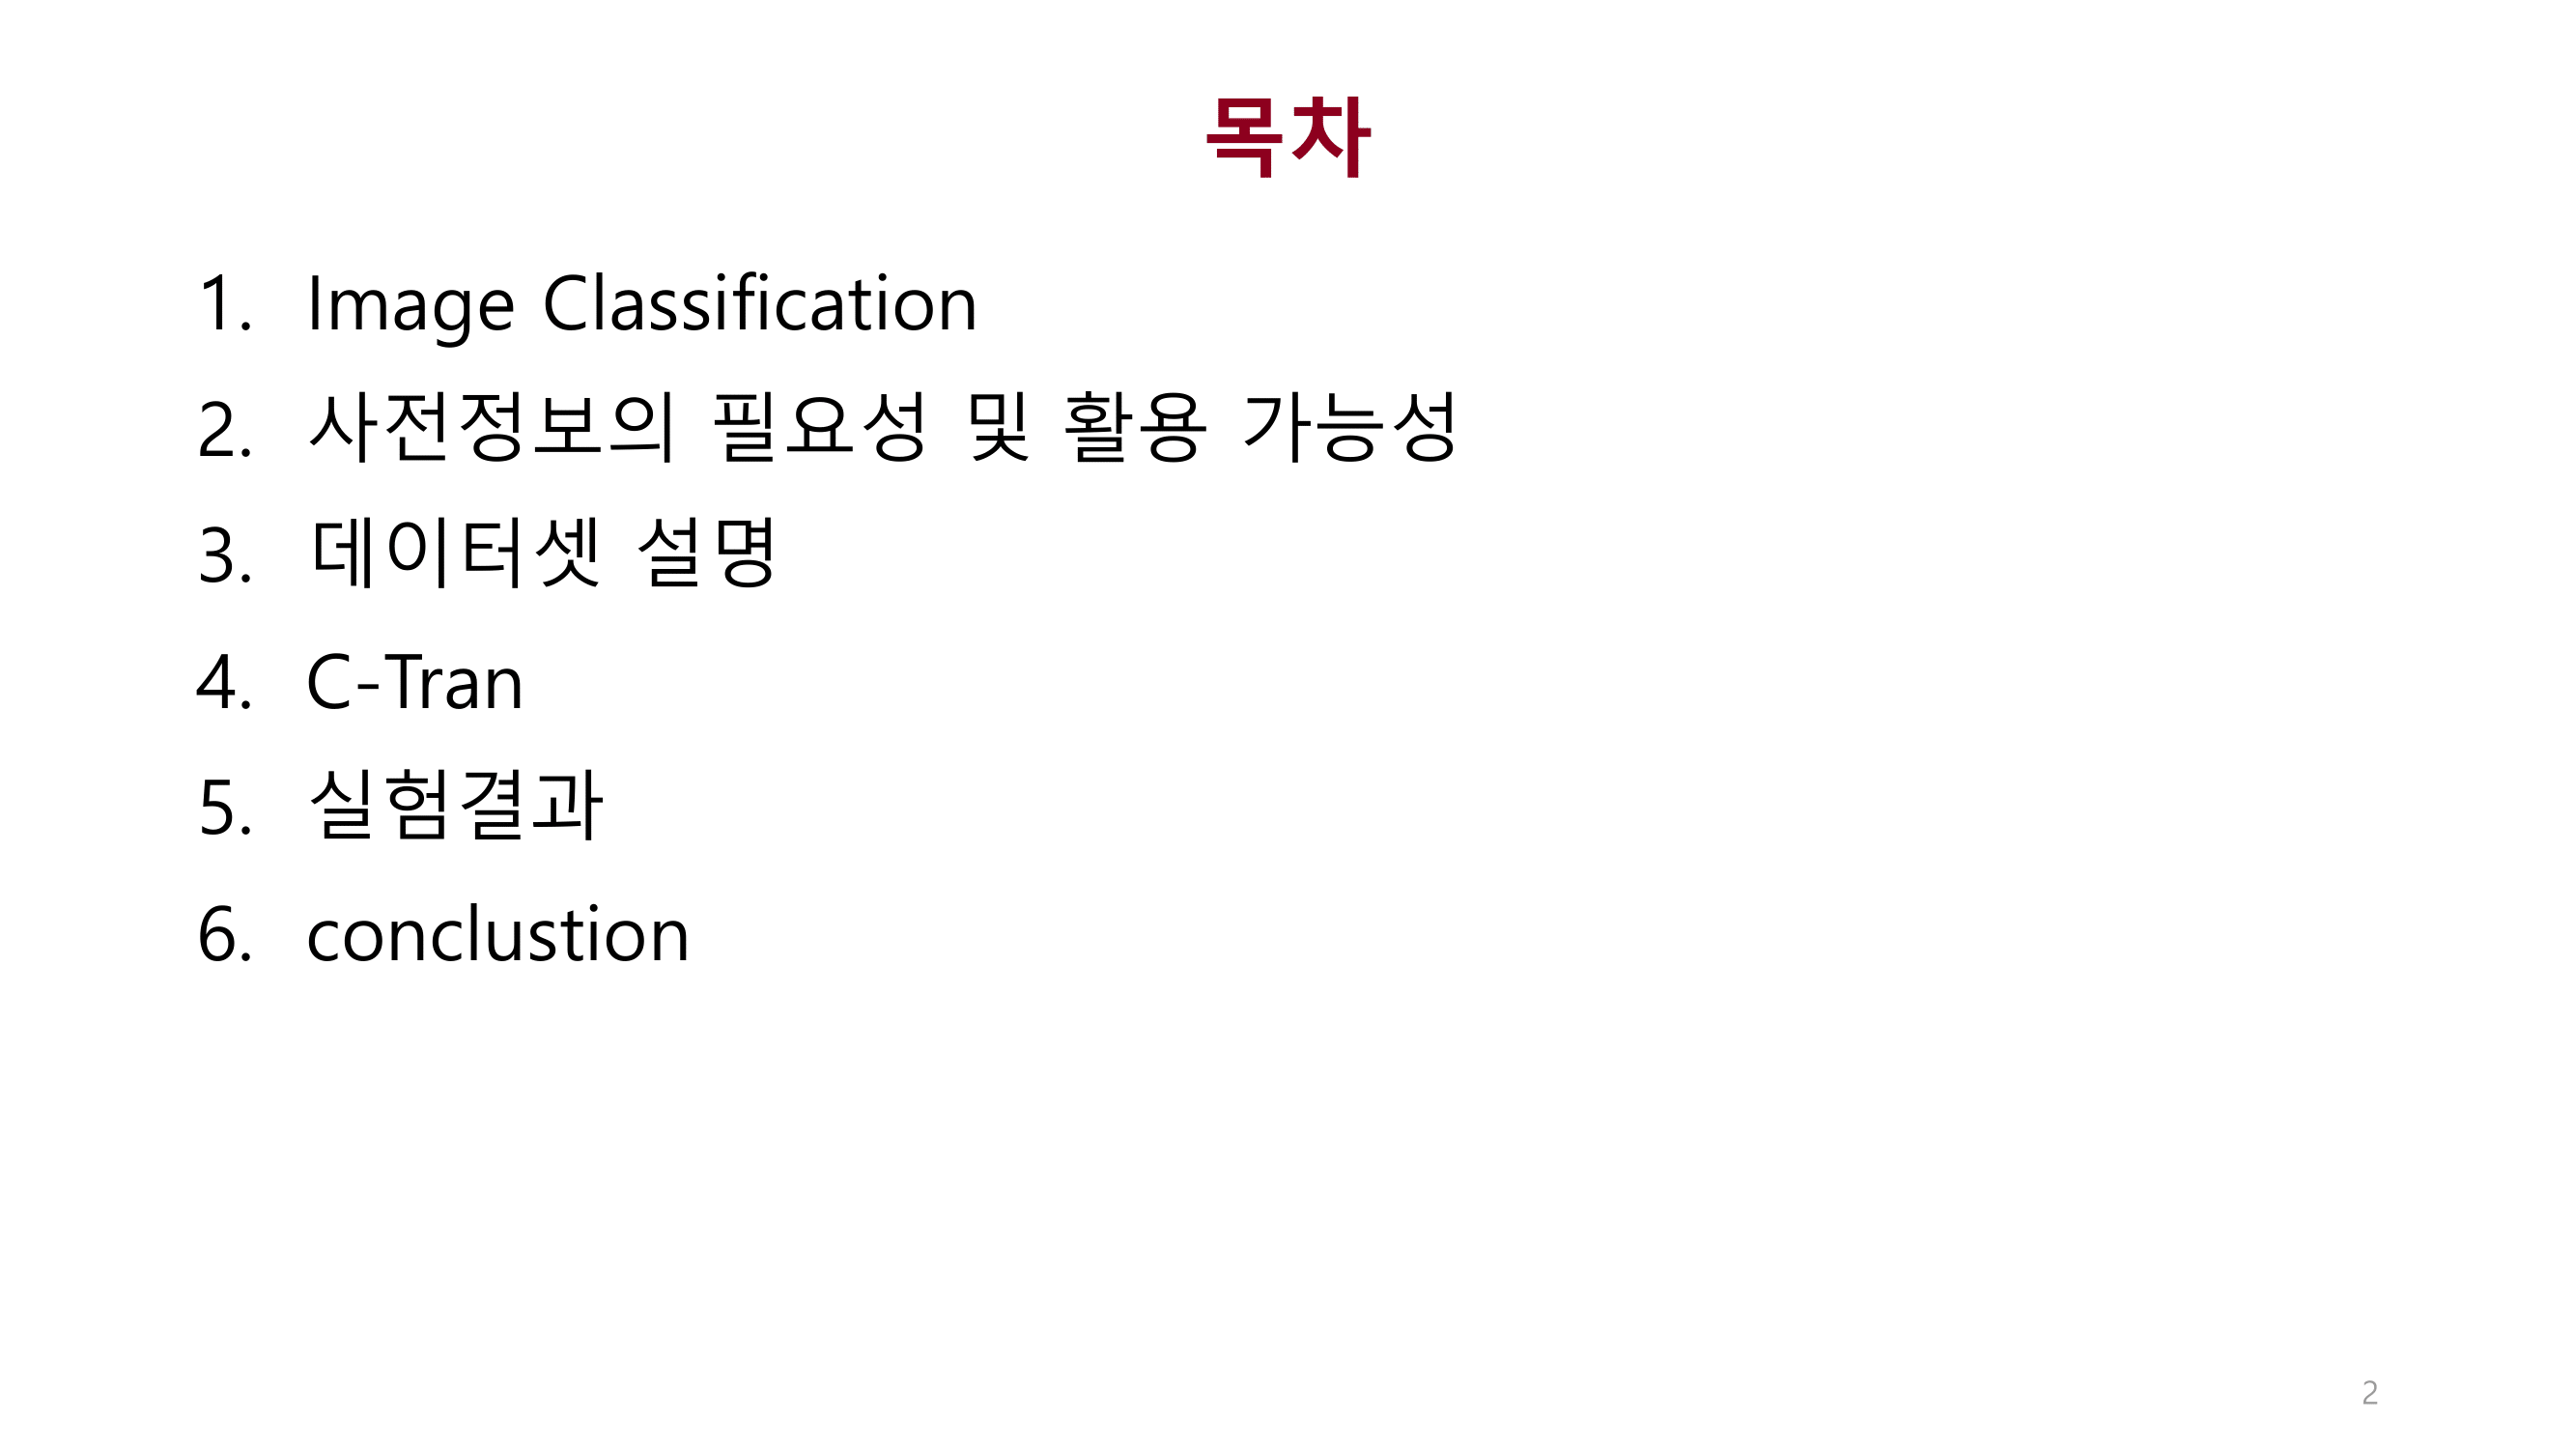 목차
1. Image Classification
2. 사전정보의 필요성 및 활용 가능성
3. 데이터셋 설명
4. C-Tran
5. 실험결과
6. conclustion
2